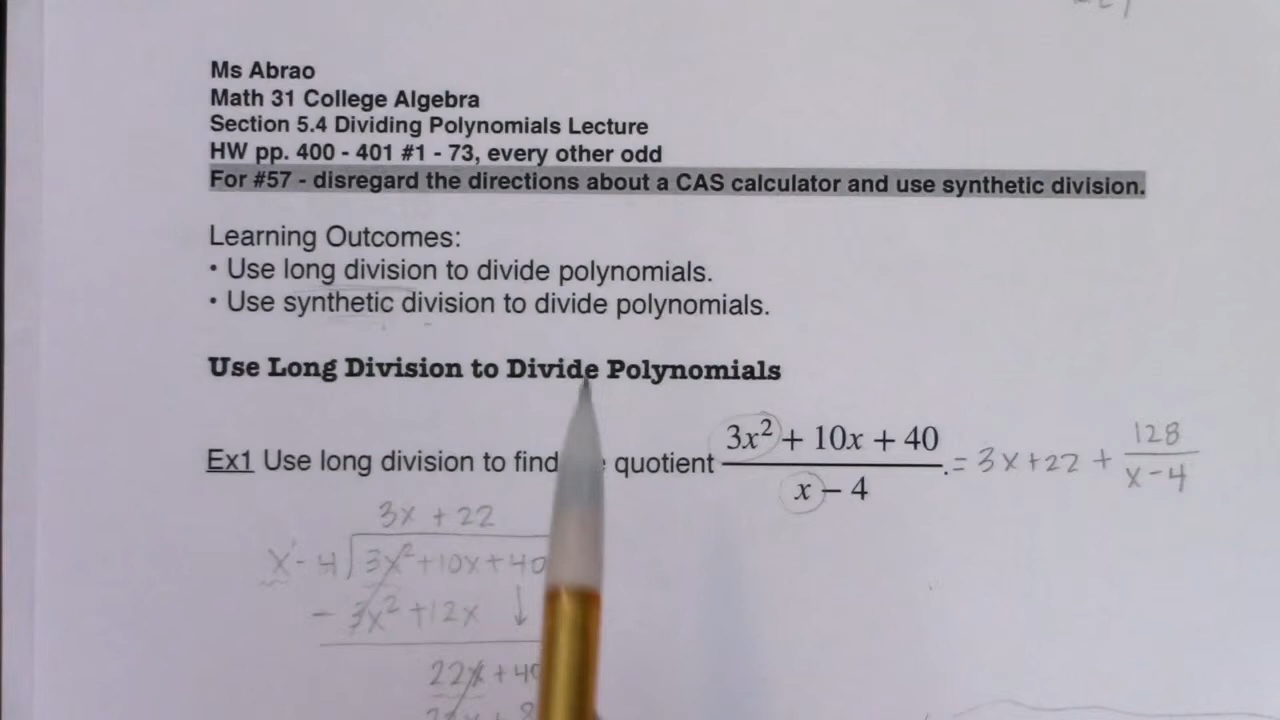 Ms Abrao
Math 31 College Algebra
Section 5.4 Dividing Polynomials Lecture
HW pp. 400 - 401 #1 - 73, every other odd
For #57 - disregard the directions about a CAS calculator and use synthetic division.
Learning Outcomes:
• Use long division to divide polynomials.
• Use synthetic division to divide polynomials.
Use Long Division to Divide Polynomials
Ex1 Use long division to find quotient (3x² + 10x + 40)/(x − 4). = 3x+22 + 128/(x−4)
3x + 22
x - 4 3x²+10x+40
- 3x² +12x ↓
22x + 40